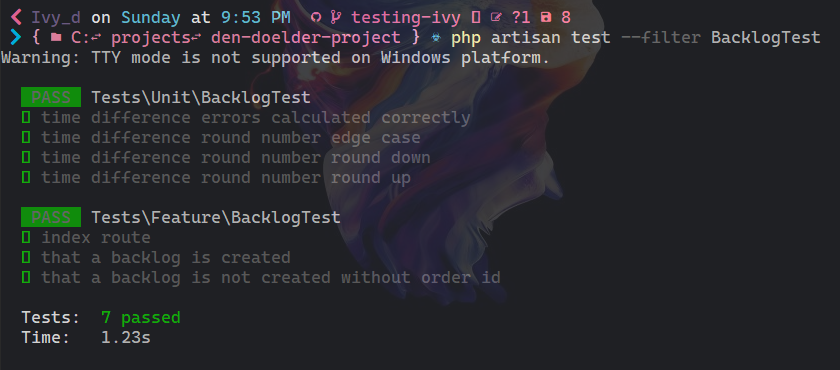 Ivy_d on Sunday at 9:53 PM testing-ivy ?1 8
{ C: projects den-doelder-project } php artisan test --filter BacklogTest
Warning: TTY mode is not supported on Windows platform.
PASS Tests\Unit\BacklogTest
time difference errors calculated correctly
time difference round number edge case
time difference round number round down
time difference round number round up
PASS Tests\Feature\BacklogTest
index route
that a backlog is created
that a backlog is not created without order id
Tests: 7 passed
Time: 1.23s